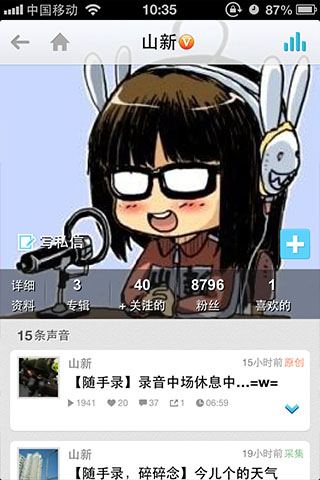 中国移动 10:35 87%
山新 V
写私信
3 40 8796 1
详细资料 专辑 + 关注的 粉丝 喜欢的
15条声音
山新 15小时前 原创
【随手录】录音中场休息中...=w=
1941 20 37 1 06:59
山新 19小时前 采集
【随手录，碎碎念】今儿个的天气